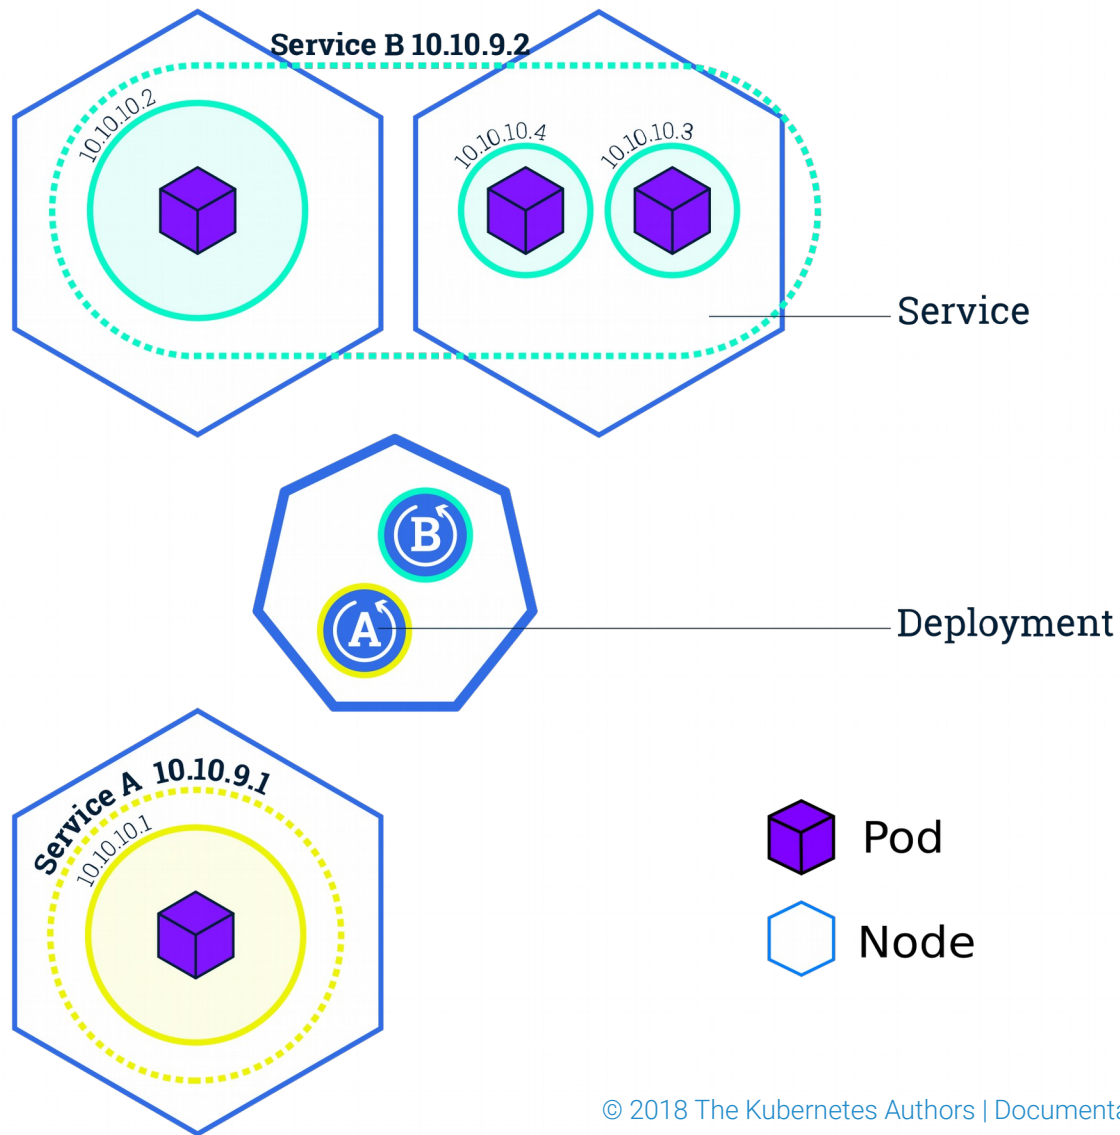 Service B 10.10.9.2
10.10.10.2
10.10.10.4
10.10.10.3
Service
B
A
Deployment
Service A 10.10.9.1
10.10.10.1
Pod
Node
© 2018 The Kubernetes Authors | Documenta